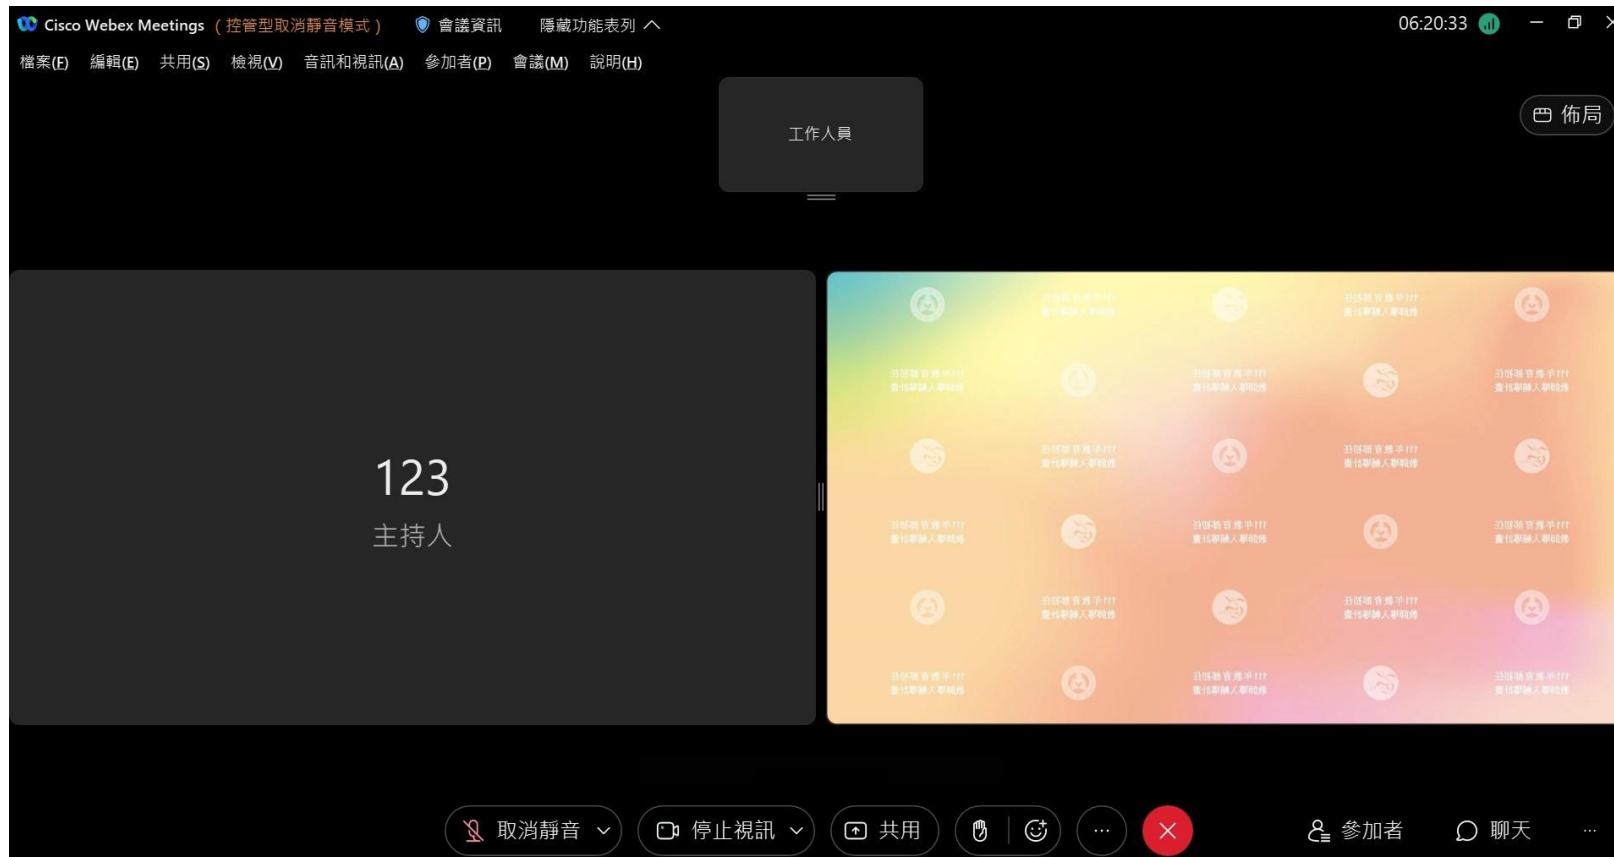 Cisco Webex Meetings (控管型取消靜音模式) 會議資訊 隱藏功能表列 06:20:33
檔案(F) 編輯(E) 共用(S) 檢視(V) 音訊和視訊(A) 參加者(P) 會議(M) 說明(H)
工作人員
佈局
123
主持人
取消靜音 停止視訊 共用 ... 參加者 聊天 ...